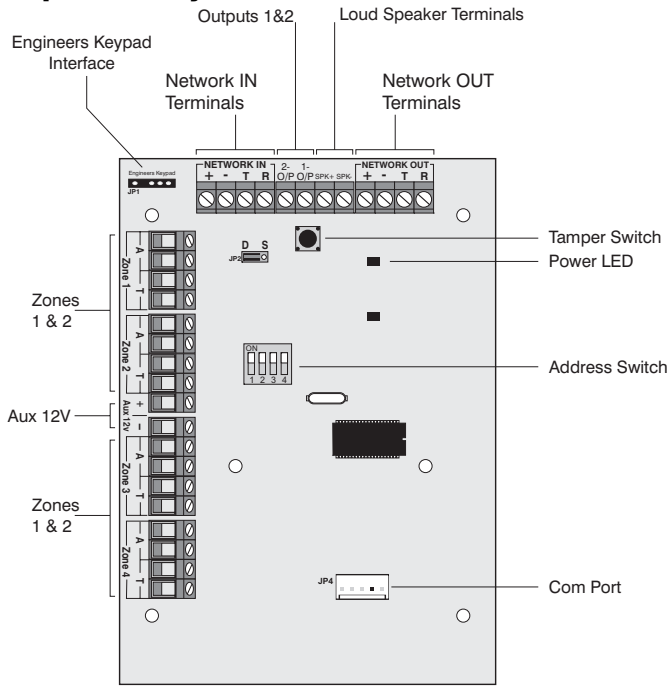 Outputs 1&2
Loud Speaker Terminals
Engineers Keypad
Interface
Network IN
Terminals
Network OUT
Terminals
Engineers Keypad
JP1
NETWORK IN
+ - T R
2-
O/P
1-
O/P
SPK+ SPK-
NETWORK OUT
+ - T R
Tamper Switch
D S
JP2
Power LED
A
T
Zone 1
Zones
1 & 2
A
T
Zone 2
ON
1 2 3 4
Address Switch
Aux 12V
+
-
Aux 12v
A
T
Zone 3
Zones
1 & 2
A
T
Zone 4
JP4
Com Port